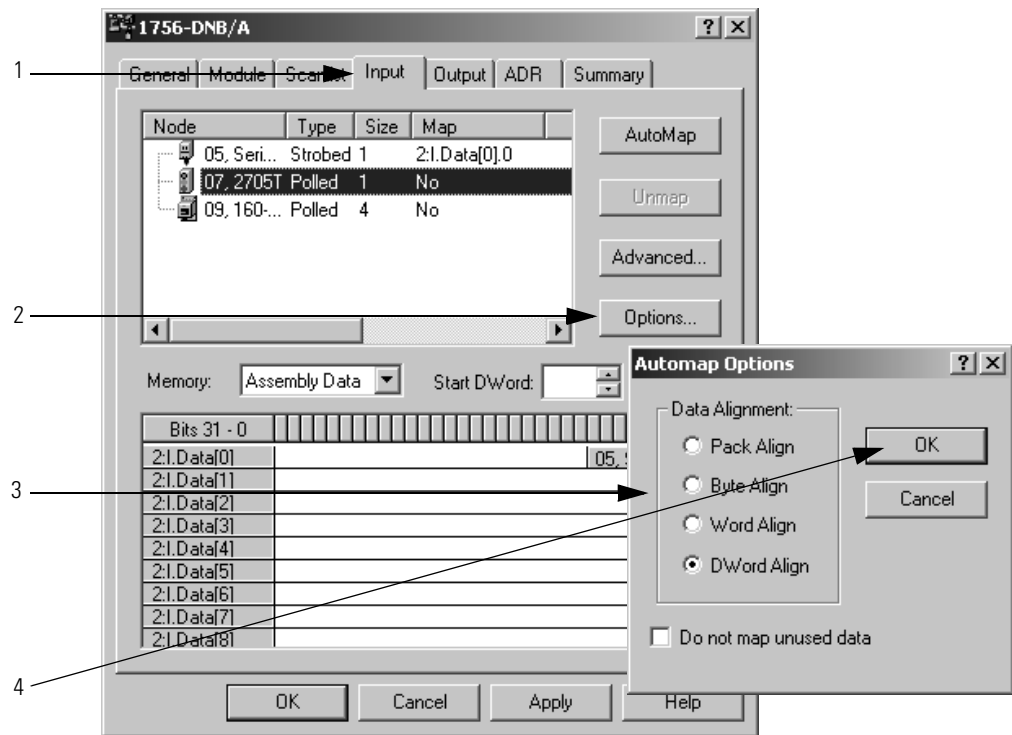 1756-DNB/A
1
General Module Scanlist Input Output ADR Summary
Node Type Size Map
05, Seri... Strobed 1 2:I.Data[0].0
07, 2705T Polled 1 No
09, 160-... Polled 4 No
AutoMap
Unmap
Advanced...
2
Options...
Memory: Assembly Data Start DWord:
Bits 31 - 0
2:I.Data[0] 05,
2:I.Data[1]
3
2:I.Data[2]
2:I.Data[3]
2:I.Data[4]
2:I.Data[5]
2:I.Data[6]
2:I.Data[7]
2:I.Data[8]
4
OK Cancel Apply Help
Automap Options
Data Alignment:
Pack Align
Byte Align
Word Align
DWord Align
OK
Cancel
Do not map unused data